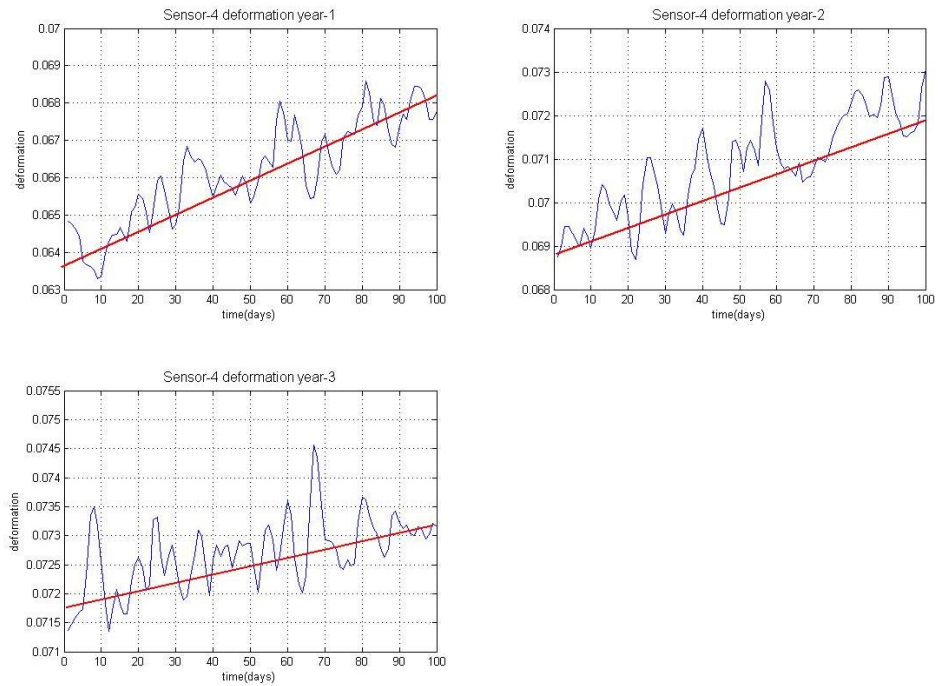 Sensor-4 deformation year-1
0.07
0.069
0.068
0.067
0.066
0.065
0.064
0.063
deformation
0 10 20 30 40 50 60 70 80 90 100
time(days)
Sensor-4 deformation year-2
0.074
0.073
0.072
0.071
0.07
0.069
0.068
deformation
0 10 20 30 40 50 60 70 80 90 100
time(days)
Sensor-4 deformation year-3
0.0755
0.075
0.0745
0.074
0.0735
0.073
0.0725
0.072
0.0715
0.071
deformation
0 10 20 30 40 50 60 70 80 90 100
time(days)